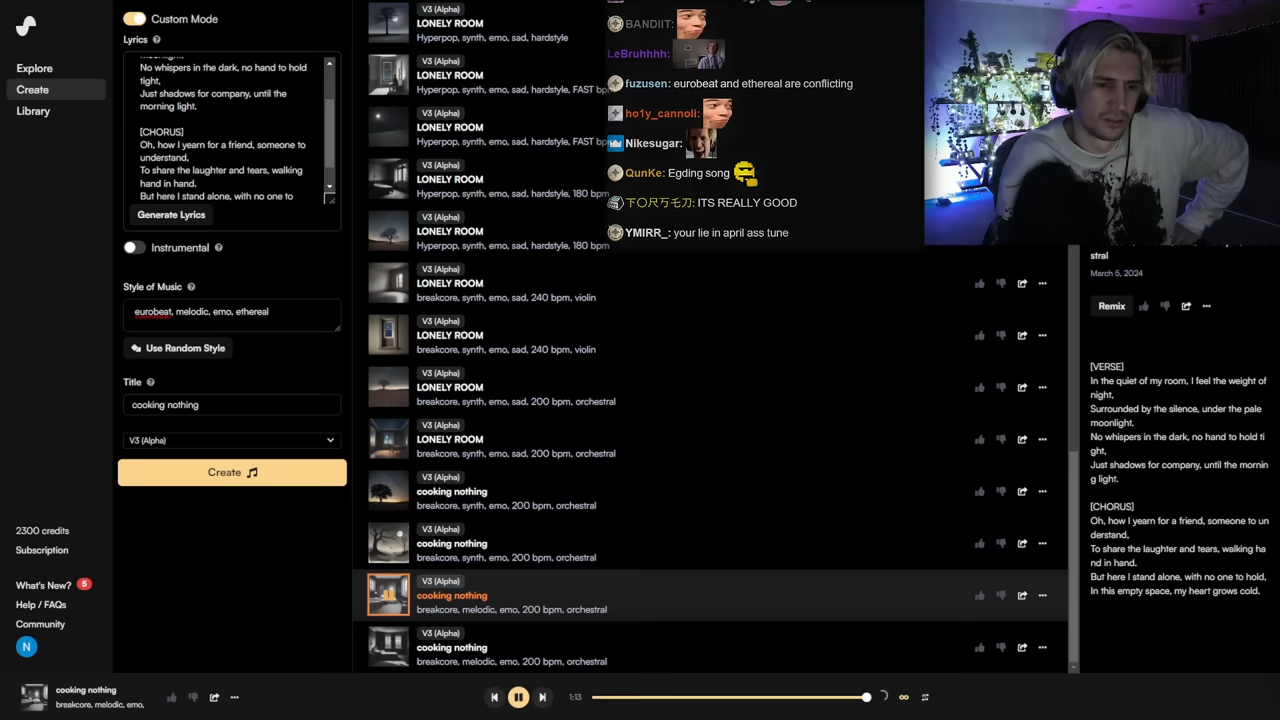 Explore
Create
Library
2300 credits
Subscription
What's New? 5
Help / FAQs
Community
N
Custom Mode
Lyrics
No whispers in the dark, no hand to hold
tight,
Just shadows for company, until the
morning light.
[CHORUS]
Oh, how I yearn for a friend, someone to
understand,
To share the laughter and tears, walking
hand in hand.
But here I stand alone, with no one to
Generate Lyrics
Instrumental
Style of Music
eurobeat, melodic, emo, ethereal
Use Random Style
Title
cooking nothing
V3 (Alpha)
Create
V3 (Alpha)
LONELY ROOM
Hyperpop, synth, emo, sad, hardstyle
V3 (Alpha)
LONELY ROOM
Hyperpop, synth, emo, sad, hardstyle, FAST bp
V3 (Alpha)
LONELY ROOM
Hyperpop, synth, emo, sad, hardstyle, FAST bp
V3 (Alpha)
LONELY ROOM
Hyperpop, synth, emo, sad, hardstyle, 180 bpm
V3 (Alpha)
LONELY ROOM
Hyperpop, synth, emo, sad, hardstyle, 180 bpm
V3 (Alpha)
LONELY ROOM
breakcore, synth, emo, sad, 240 bpm, violin
V3 (Alpha)
LONELY ROOM
breakcore, synth, emo, sad, 240 bpm, violin
V3 (Alpha)
LONELY ROOM
breakcore, synth, emo, sad, 200 bpm, orchestral
V3 (Alpha)
LONELY ROOM
breakcore, synth, emo, sad, 200 bpm, orchestral
V3 (Alpha)
cooking nothing
breakcore, synth, emo, 200 bpm, orchestral
V3 (Alpha)
cooking nothing
breakcore, synth, emo, 200 bpm, orchestral
V3 (Alpha)
cooking nothing
breakcore, melodic, emo, 200 bpm, orchestral
V3 (Alpha)
cooking nothing
breakcore, melodic, emo, 200 bpm, orchestral
BANDIIT:
LeBruhhhh:
fuzusen: eurobeat and ethereal are conflicting
ho1y_cannoli:
Nikesugar:
QunKe: Egding song
下〇尺丂乇刀: ITS REALLY GOOD
YMIRR_: your lie in april ass tune
stral
March 5, 2024
Remix
[VERSE]
In the quiet of my room, I feel the weight of
night,
Surrounded by the silence, under the pale
moonlight.
No whispers in the dark, no hand to hold ti
ght,
Just shadows for company, until the mornin
g light.
[CHORUS]
Oh, how I yearn for a friend, someone to un
derstand,
To share the laughter and tears, walking ha
nd in hand.
But here I stand alone, with no one to hold,
In this empty space, my heart grows cold.
cooking nothing
breakcore, melodic, emo,
1:13